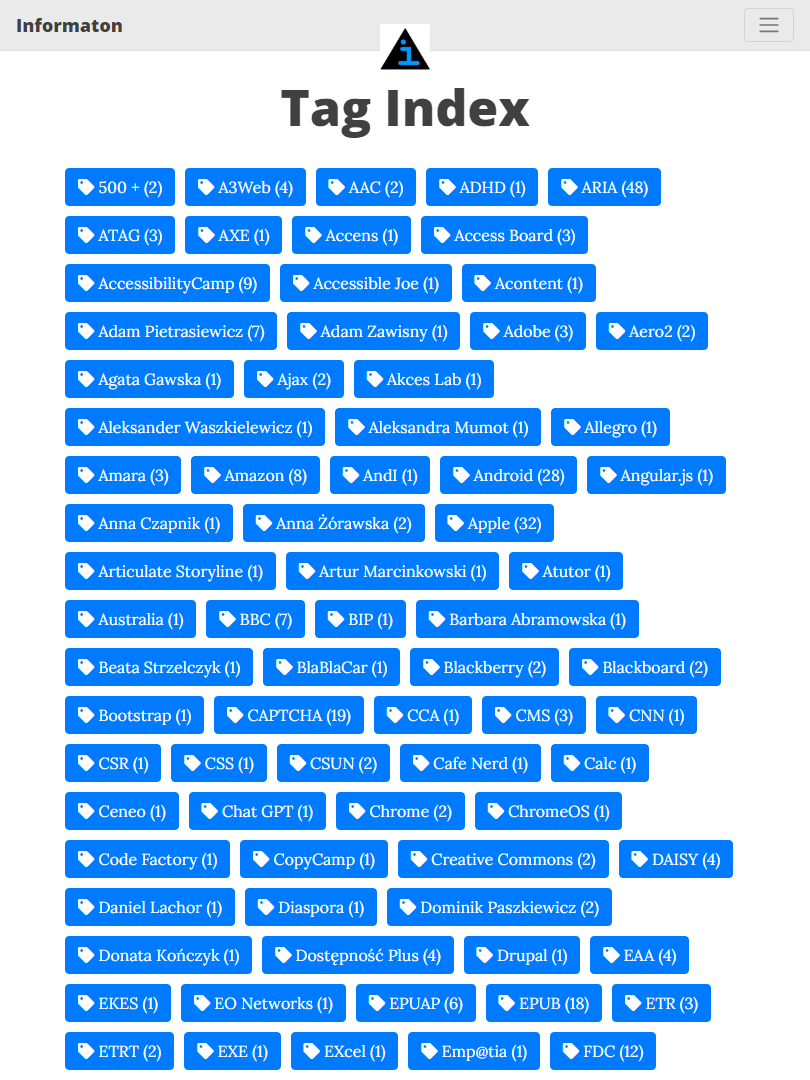 Informaton
i
Tag Index
500 + (2) A3Web (4) AAC (2) ADHD (1) ARIA (48)
ATAG (3) AXE (1) Accens (1) Access Board (3)
AccessibilityCamp (9) Accessible Joe (1) Acontent (1)
Adam Pietrasiewicz (7) Adam Zawisny (1) Adobe (3) Aero2 (2)
Agata Gawska (1) Ajax (2) Akces Lab (1)
Aleksander Waszkielewicz (1) Aleksandra Mumot (1) Allegro (1)
Amara (3) Amazon (8) AndI (1) Android (28) Angular.js (1)
Anna Czapnik (1) Anna Żórawska (2) Apple (32)
Articulate Storyline (1) Artur Marcinkowski (1) Atutor (1)
Australia (1) BBC (7) BIP (1) Barbara Abramowska (1)
Beata Strzelczyk (1) BlaBlaCar (1) Blackberry (2) Blackboard (2)
Bootstrap (1) CAPTCHA (19) CCA (1) CMS (3) CNN (1)
CSR (1) CSS (1) CSUN (2) Cafe Nerd (1) Calc (1)
Ceneo (1) Chat GPT (1) Chrome (2) ChromeOS (1)
Code Factory (1) CopyCamp (1) Creative Commons (2) DAISY (4)
Daniel Lachor (1) Diaspora (1) Dominik Paszkiewicz (2)
Donata Kończyk (1) Dostępność Plus (4) Drupal (1) EAA (4)
EKES (1) EO Networks (1) EPUAP (6) EPUB (18) ETR (3)
ETRT (2) EXE (1) EXcel (1) Emp@tia (1) FDC (12)